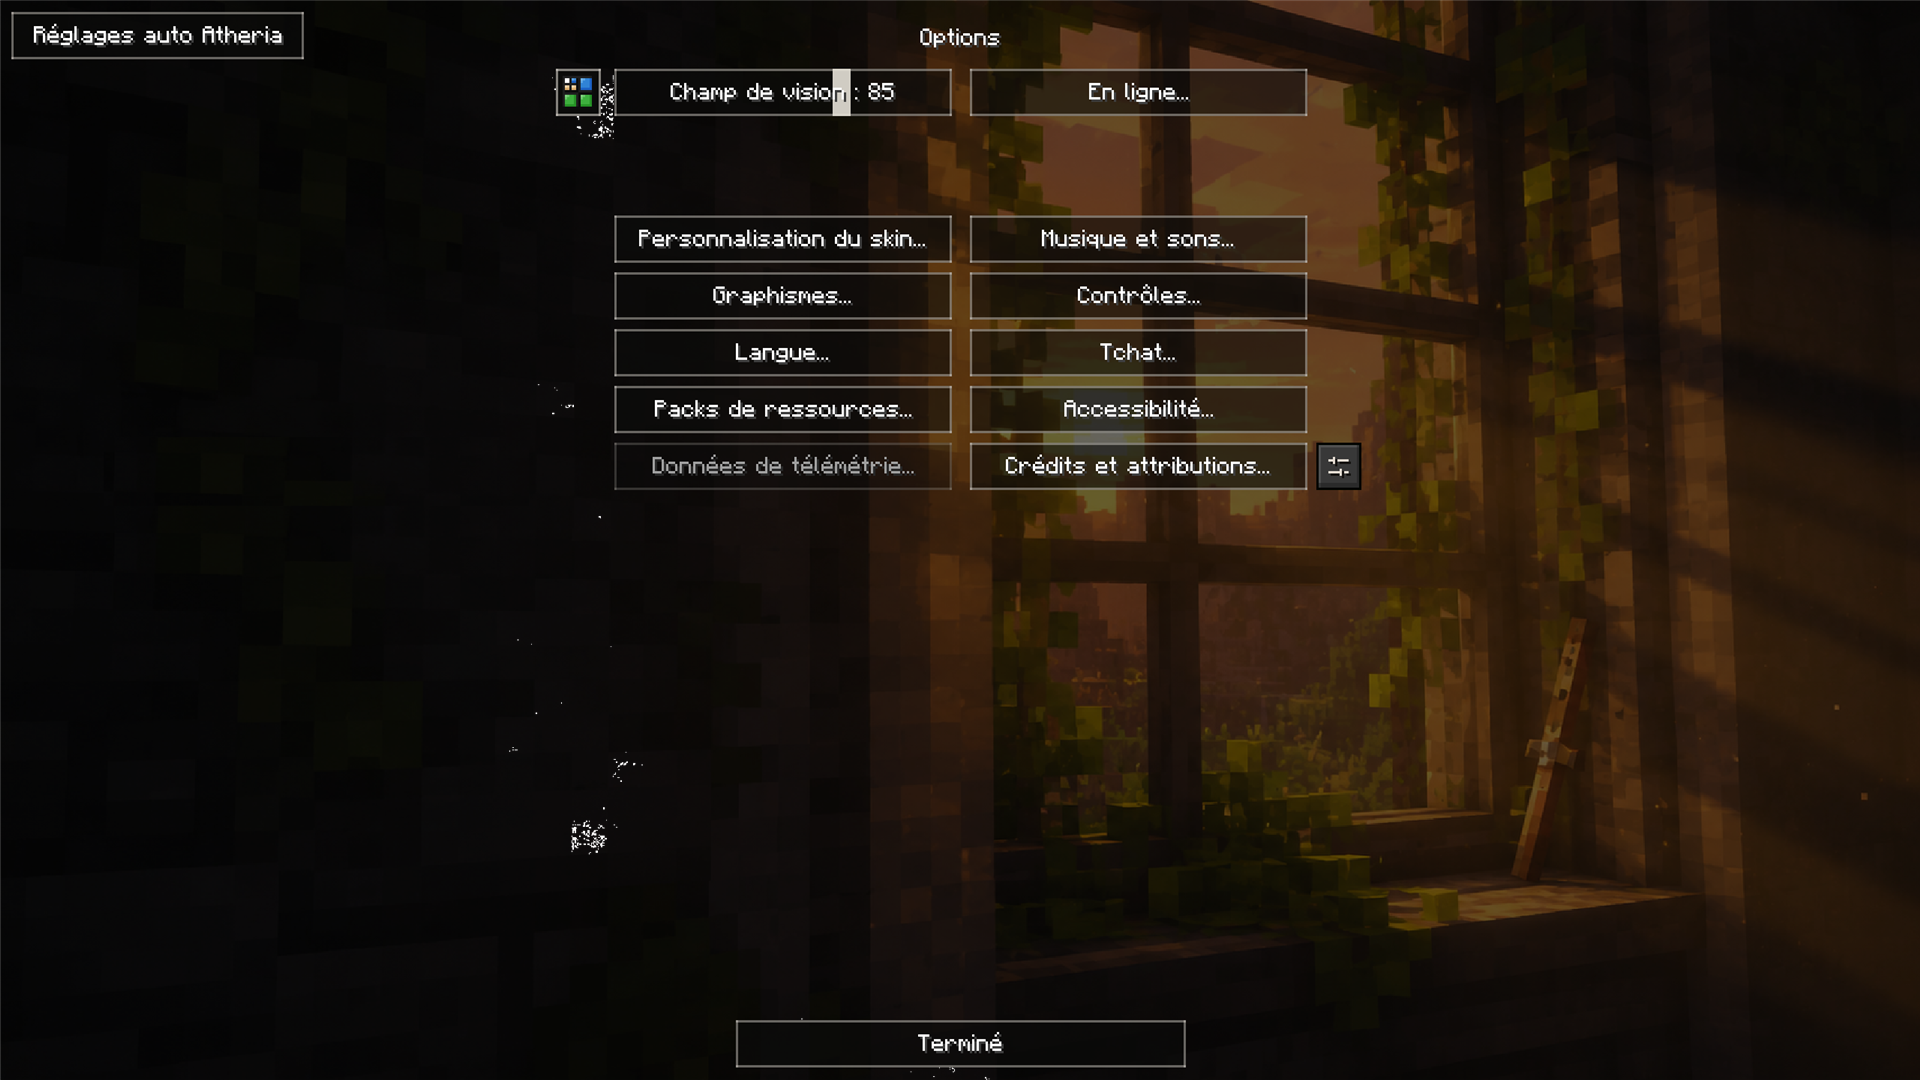 Réglages auto Atheria
Options
Champ de vision : 85
En ligne...
Personnalisation du skin...
Musique et sons...
Graphismes...
Contrôles...
Langue...
Tchat...
Packs de ressources...
Accessibilité...
Données de télémétrie...
Crédits et attributions...
Terminé